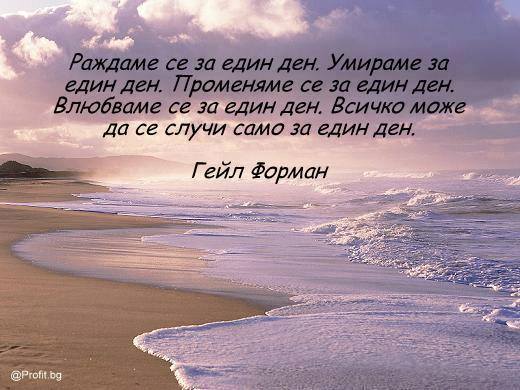 Раждаме се за един ден. Умираме за
един ден. Променяме се за един ден.
Влюбваме се за един ден. Всичко може
да се случи само за един ден.
Гейл Форман
@Profit.bg